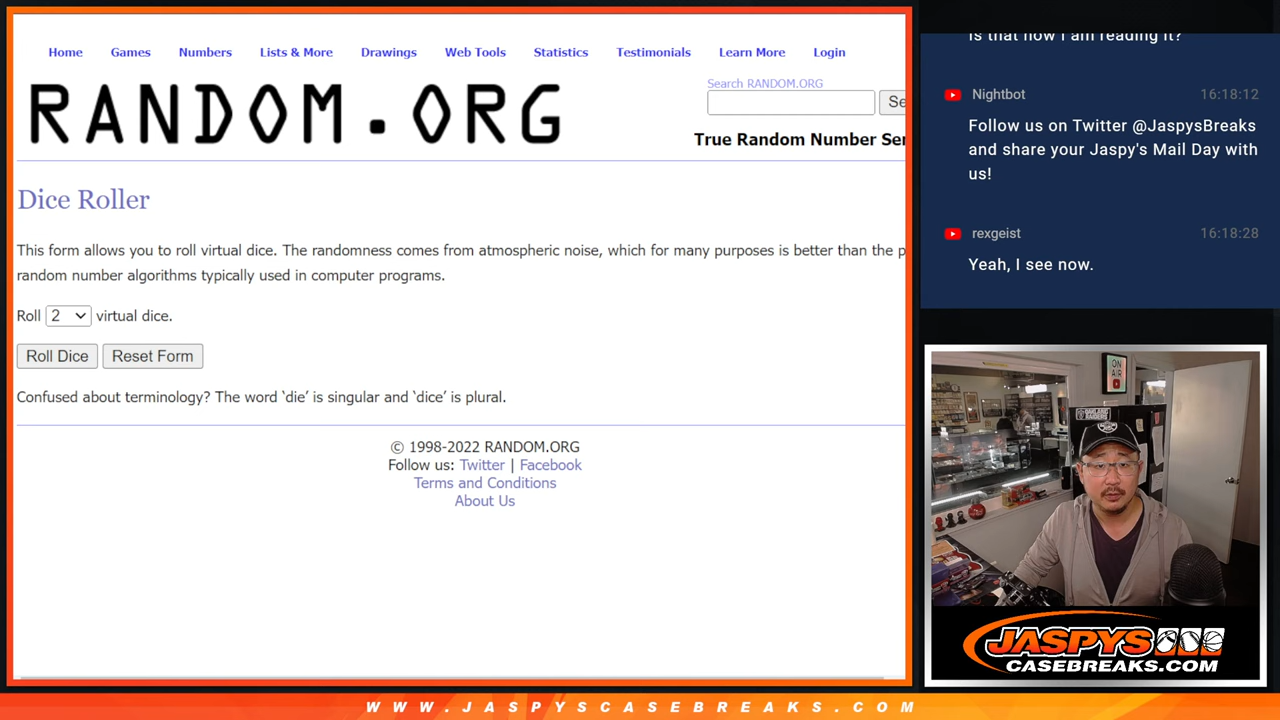 Home Games Numbers Lists & More Drawings Web Tools Statistics Testimonials Learn More Login
RANDOM.ORG
Search RANDOM.ORG
Se
True Random Number Ser
Dice Roller
This form allows you to roll virtual dice. The randomness comes from atmospheric noise, which for many purposes is better than the p
random number algorithms typically used in computer programs.
Roll 2 virtual dice.
Roll Dice Reset Form
Confused about terminology? The word ‘die’ is singular and ‘dice’ is plural.
© 1998-2022 RANDOM.ORG
Follow us: Twitter | Facebook
Terms and Conditions
About Us
is that how I am reading it?
Nightbot 16:18:12
Follow us on Twitter @JaspysBreaks
and share your Jaspy's Mail Day with
us!
rexgeist 16:18:28
Yeah, I see now.
ON
AIR
JASPYS
CASEBREAKS.COM
WWW.JASPYSCASEBREAKS.COM